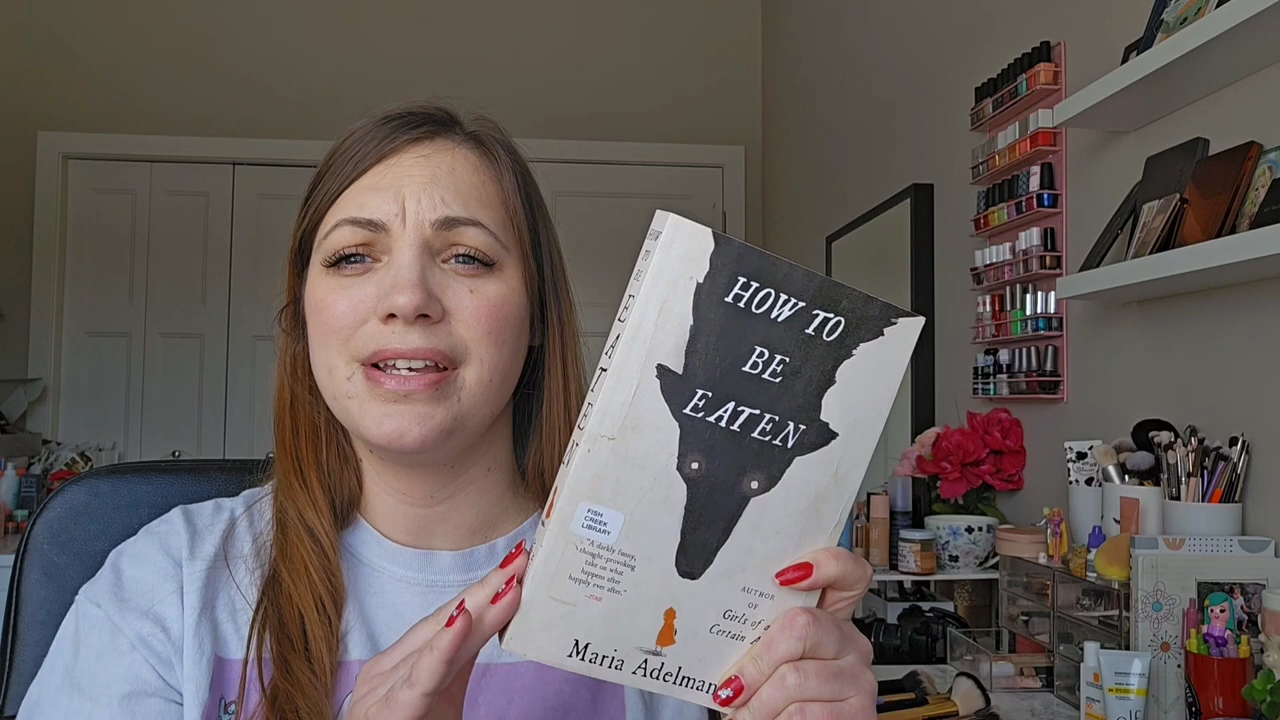 HOW TO BE EATEN
HOW TO
BE
EATEN
FISH
CREEK
LIBRARY
"A darkly funny,
thought-provoking
take on what
happens after
happily ever after."
—TIME
AUTHOR
OF
Girls of a
Certain A
Maria Adelman